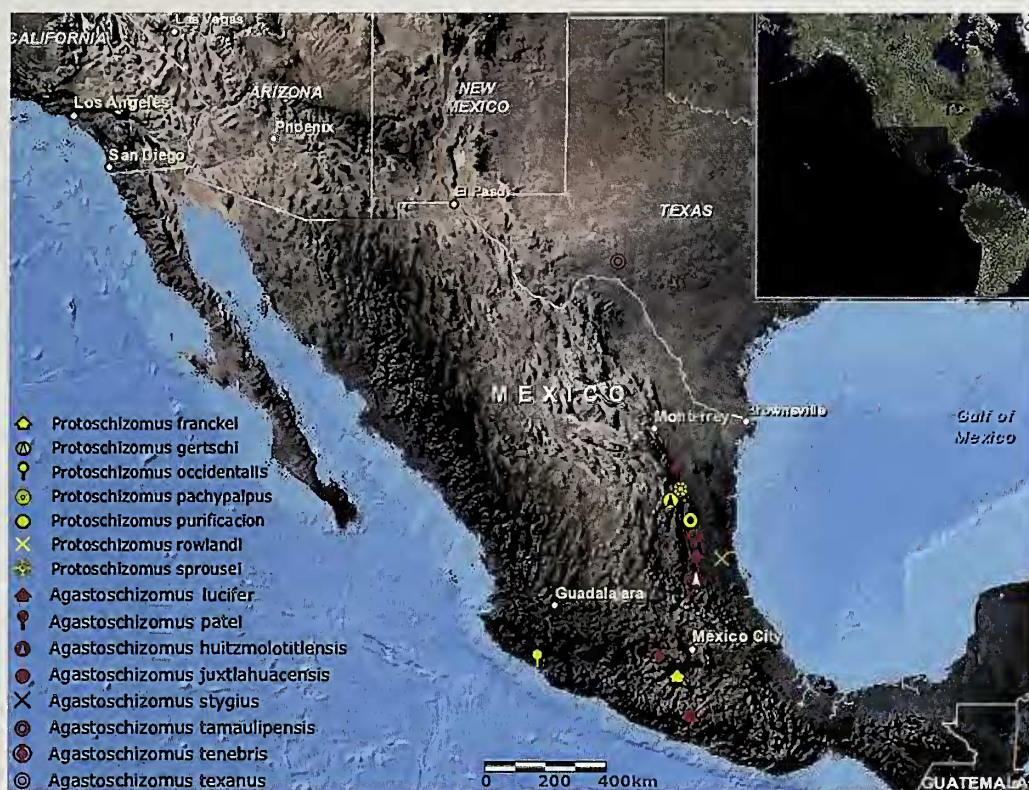 Las Vegas
CALIFORNIA
ARIZONA
NEW
MEXICO
Los Angeles
Phoenix
San Diego
El Paso
TEXAS
MEXICO
Monterrey
Brownsville
Gulf of
Mexico
Protoschizomus franckei
Protoschizomus gertschi
Protoschizomus occidentalis
Protoschizomus pachypalpus
Protoschizomus purificacion
Protoschizomus rowlandi
Protoschizomus sprousei
Agastoschizomus lucifer
Agastoschizomus patei
Agastoschizomus huitzmolotitlensis
Agastoschizomus juxtlahuacensis
Agastoschizomus stygius
Agastoschizomus tamaulipensis
Agastoschizomus tenebris
Agastoschizomus texanus
Guadalajara
México City
0 200 400km
GUATEMALA